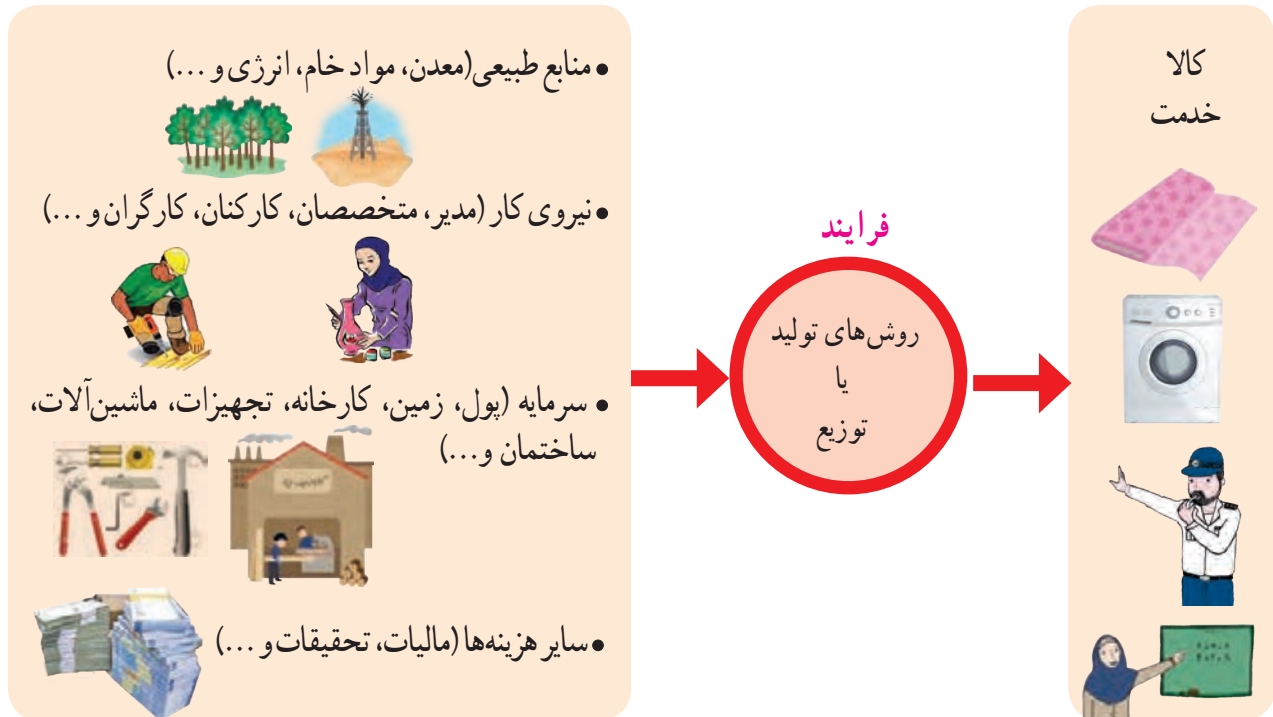 • منابع طبیعی(معدن، مواد خام، انرژی و ...)
• نیروی کار (مدیر، متخصصان، کارکنان، کارگران و ...)
• سرمایه (پول، زمین، کارخانه، تجهیزات، ماشین‌آلات،
ساختمان و...)
• سایر هزینه‌ها (مالیات، تحقیقات و ...)
فرایند
روش‌های تولید
یا
توزیع
کالا
خدمت